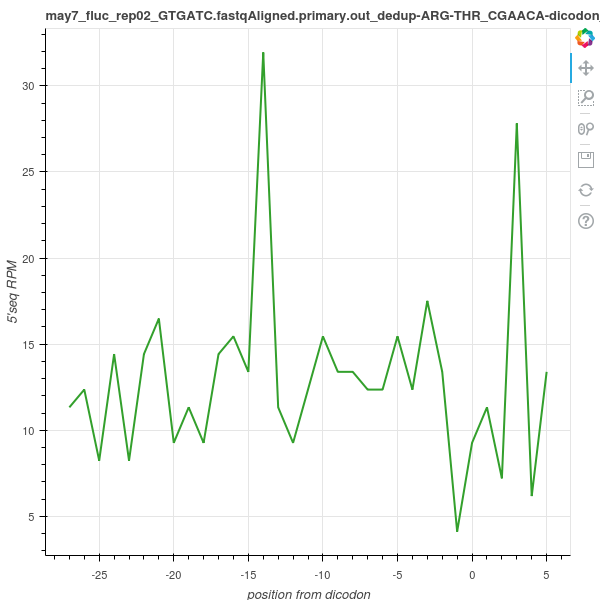 may7_fluc_rep02_GTGATC.fastqAligned.primary.out_dedup-ARG-THR_CGAACA-dicodon_
30
25
20
15
10
5
5'seq RPM
-25 -20 -15 -10 -5 0 5
position from dicodon